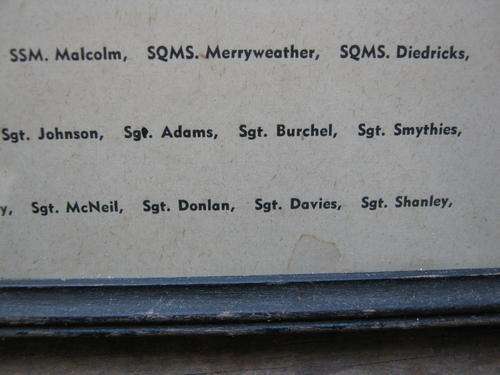 SSM. Malcolm, SQMS. Merryweather, SQMS. Diedricks,
Sgt. Johnson, Sgt. Adams, Sgt. Burchel, Sgt. Smythies,
y, Sgt. McNeil, Sgt. Donlan, Sgt. Davies, Sgt. Shanley,